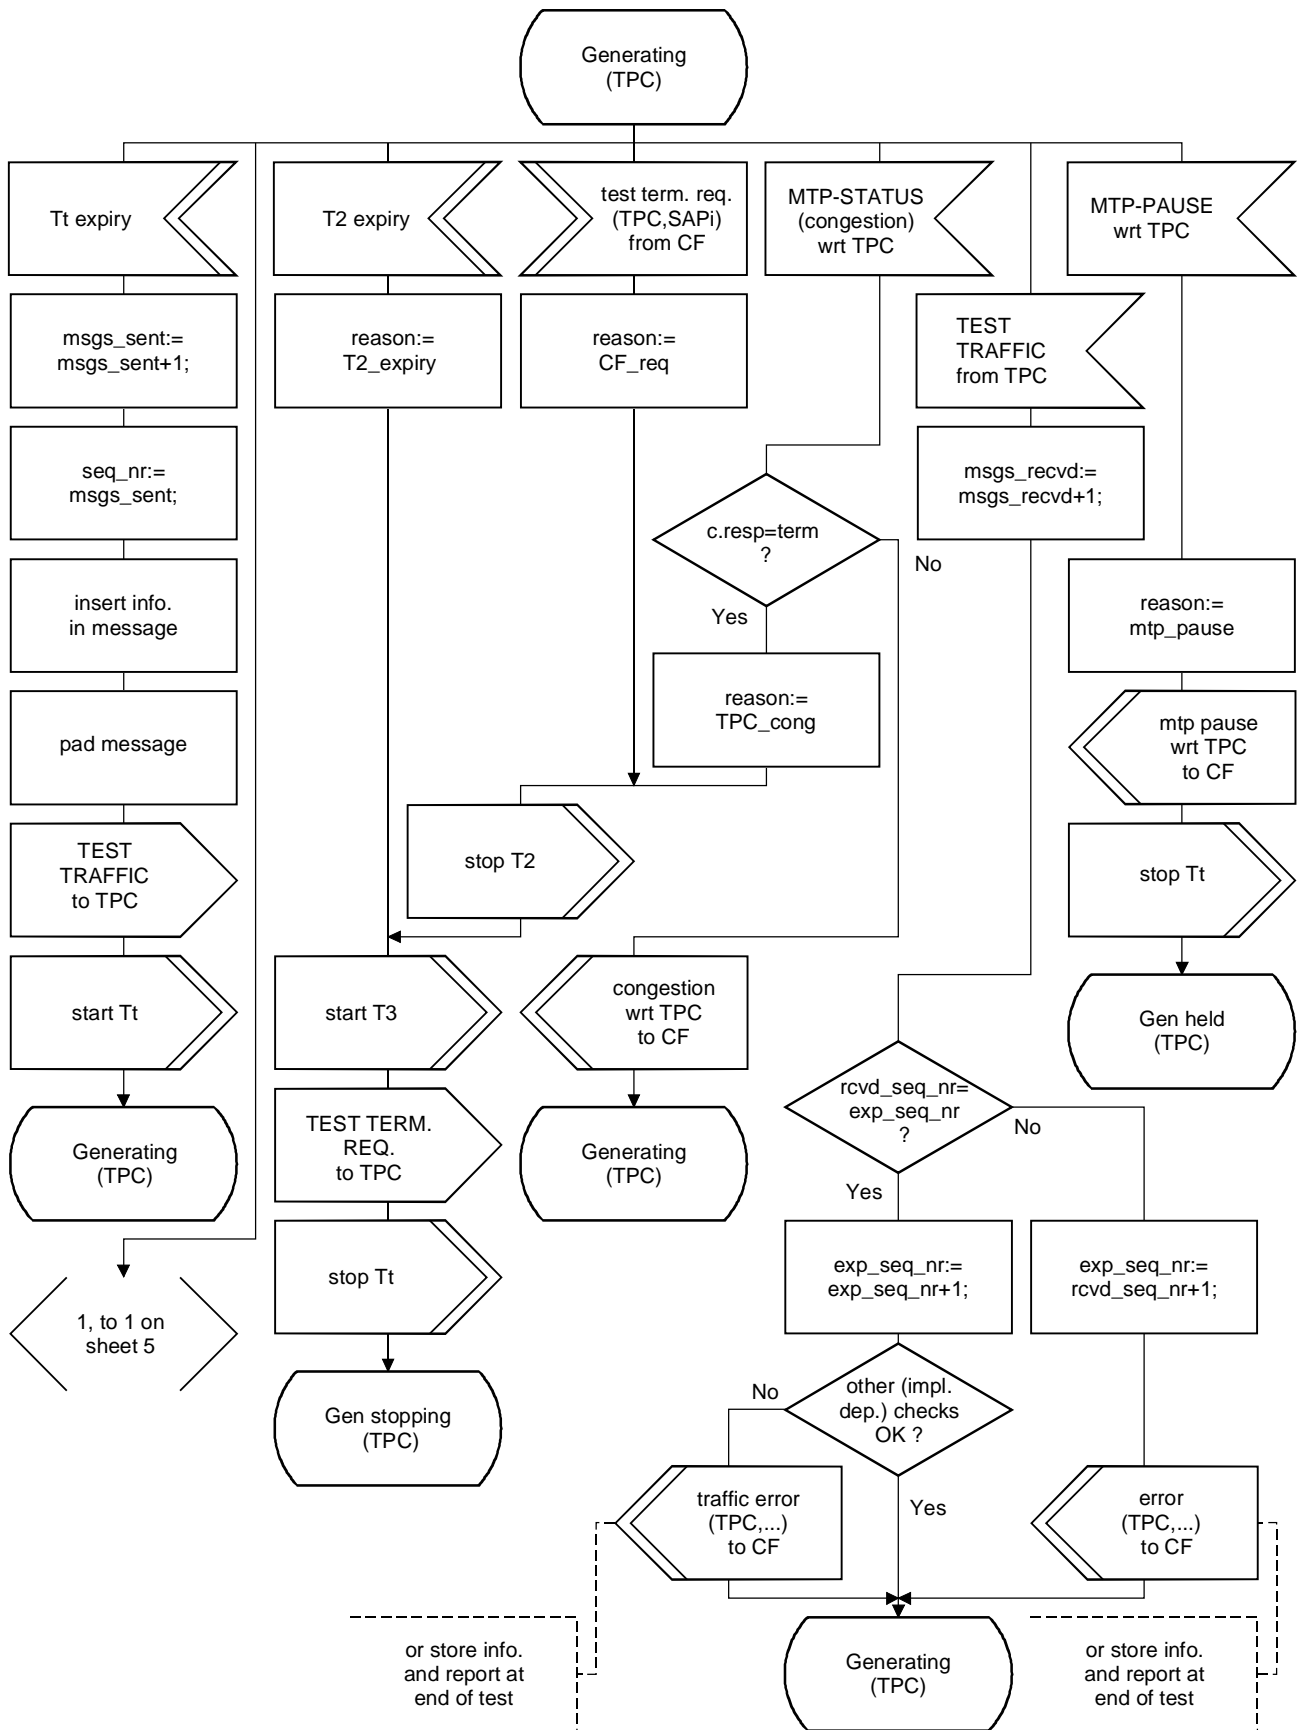 Generating
(TPC)
Tt expiry
T2 expiry
test term. req.
(TPC,SAPi)
from CF
MTP-STATUS
(congestion)
wrt TPC
MTP-PAUSE
wrt TPC
msgs_sent:=
msgs_sent+1;
reason:=
T2_expiry
reason:=
CF_req
TEST
TRAFFIC
from TPC
seq_nr:=
msgs_sent;
msgs_recvd:=
msgs_recvd+1;
c.resp=term
?
No
Yes
insert info.
in message
reason:=
mtp_pause
reason:=
TPC_cong
pad message
mtp pause
wrt TPC
to CF
TEST
TRAFFIC
to TPC
stop T2
stop Tt
start Tt
start T3
congestion
wrt TPC
to CF
Gen held
(TPC)
rcvd_seq_nr=
exp_seq_nr
?
No
Yes
Generating
(TPC)
TEST TERM.
REQ.
to TPC
Generating
(TPC)
stop Tt
exp_seq_nr:=
exp_seq_nr+1;
exp_seq_nr:=
rcvd_seq_nr+1;
1, to 1 on
sheet 5
Gen stopping
(TPC)
No
other (impl.
dep.) checks
OK ?
Yes
traffic error
(TPC,...)
to CF
error
(TPC,...)
to CF
or store info.
and report at
end of test
Generating
(TPC)
or store info.
and report at
end of test